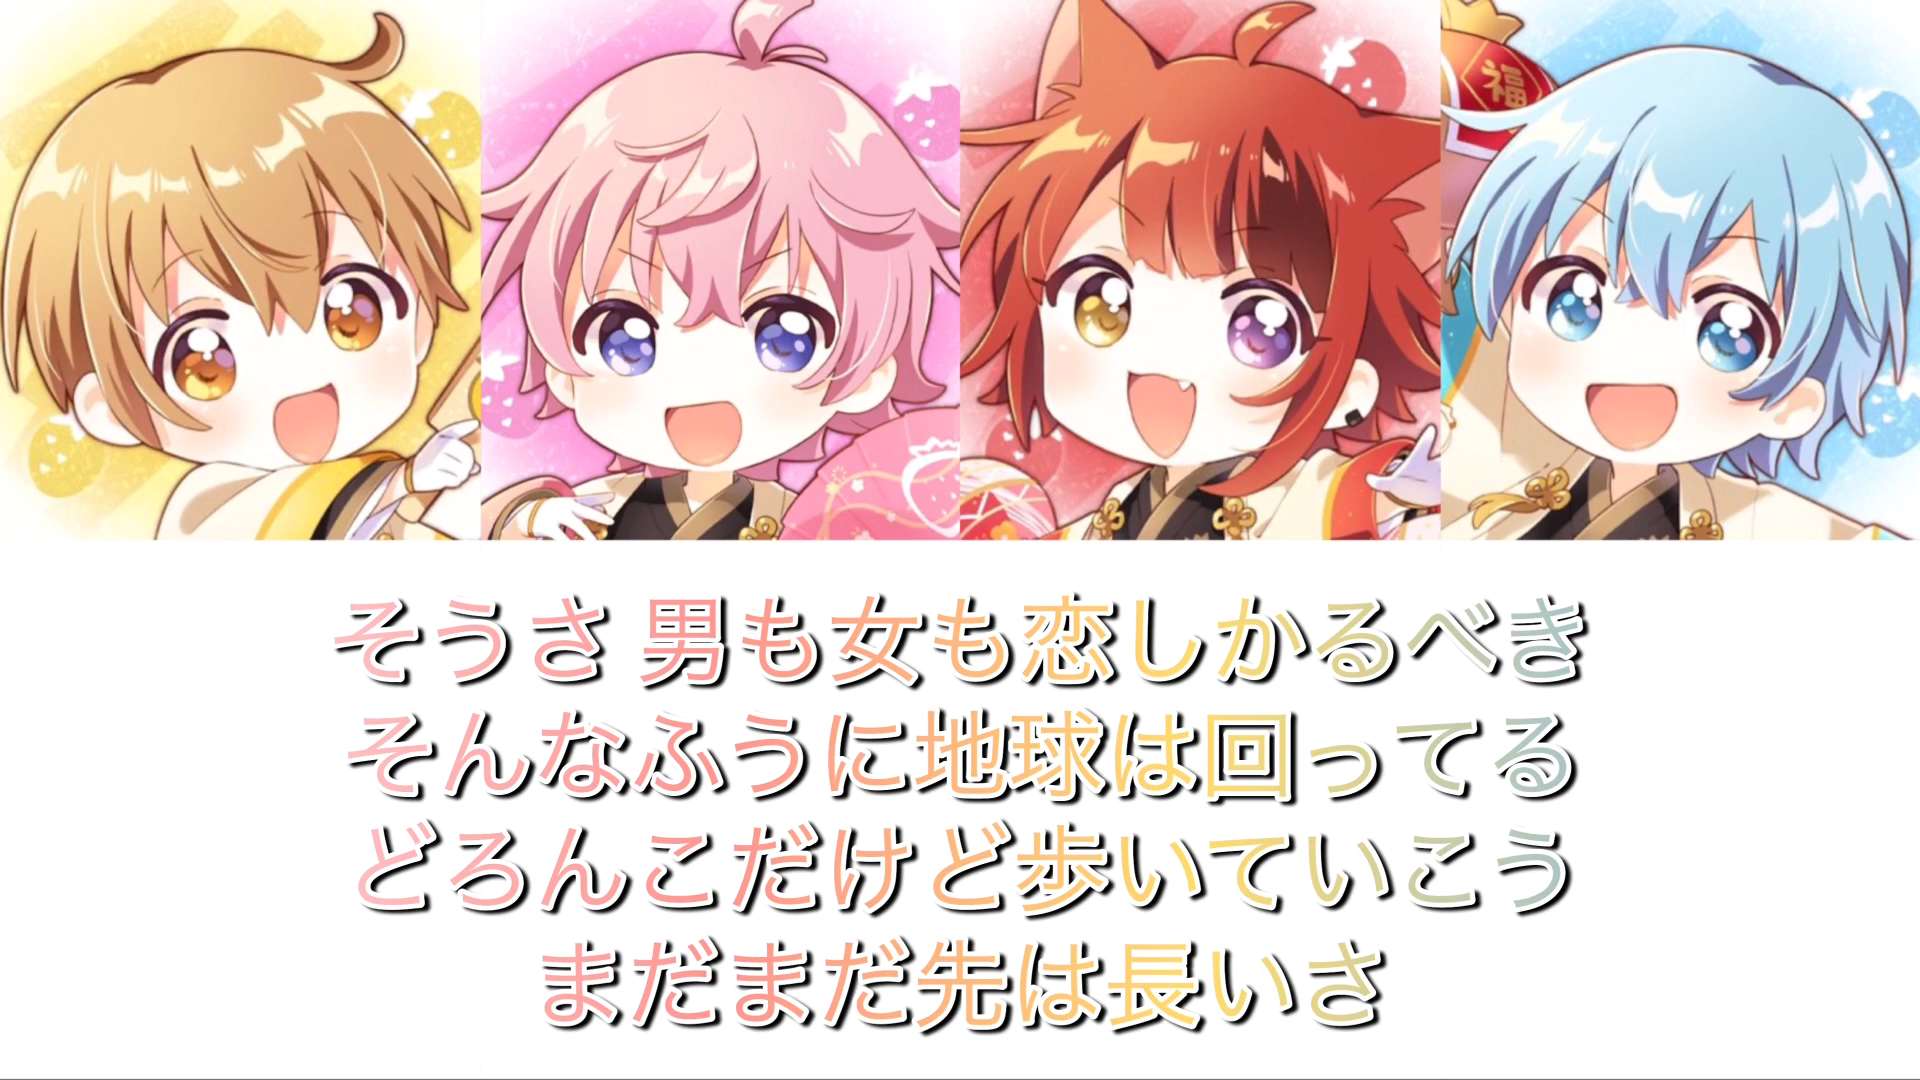 福
そうさ 男も女も恋しかるべき
そんなふうに地球は回ってる
どろんこだけど歩いていこう
まだまだ先は長いさ